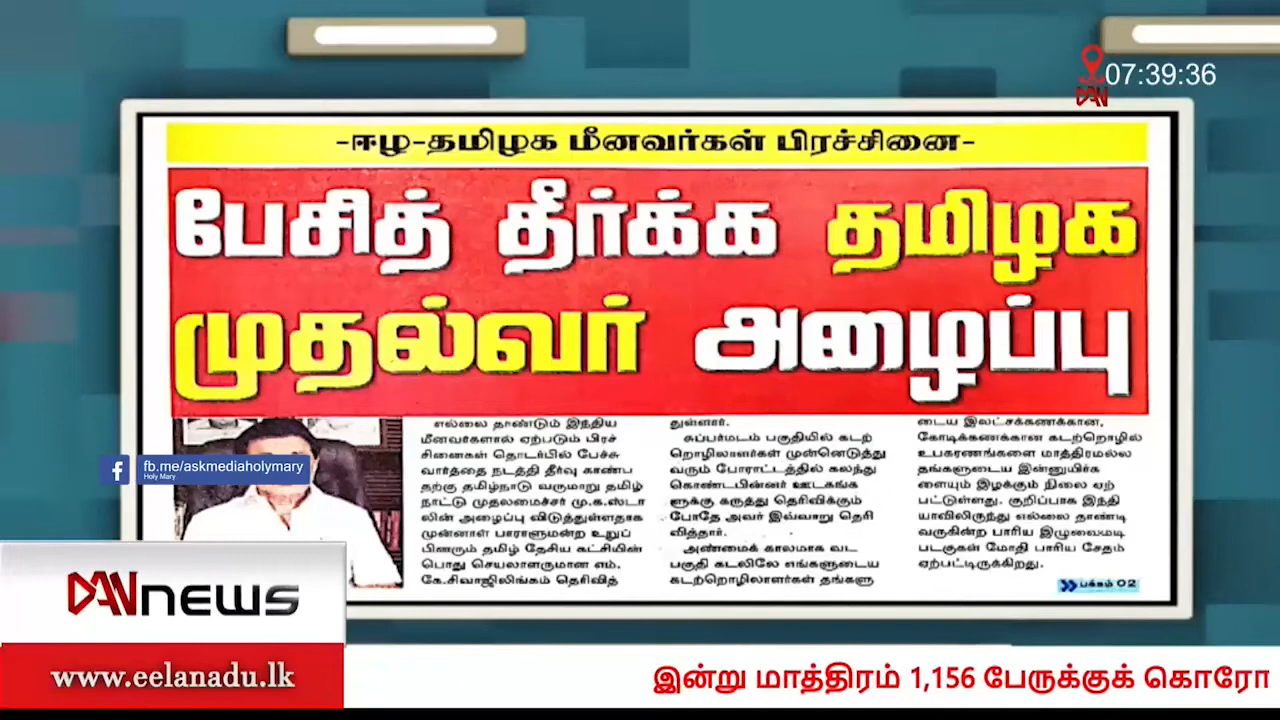 07:39:36
DAN
-ஈழ-தமிழக மீனவர்கள் பிரச்சினை-
பேசித் தீர்க்க தமிழக
முதல்வர் அழைப்பு
எல்லை தாண்டும் இந்திய
மீனவர்களால் ஏற்படும் பிரச்
சினைகள் தொடர்பில் பேச்சு
வார்த்தை நடத்தி தீர்வு காண்ப
தற்கு தமிழ்நாடு வருமாறு தமிழ்
நாட்டு முதலமைச்சர் மு.க.ஸ்டா
லின் அழைப்பு விடுத்துள்ளதாக
முன்னாள் பாராளுமன்ற உறுப்
பினரும் தமிழ் தேசிய கட்சியின்
பொது செயலாளருமான எம்.
கே.சிவாஜிலிங்கம் தெரிவித்
துள்ளார்.
சுப்பர்மடம் பகுதியில் கடற்
றொழிலாளர்கள் முன்னெடுத்து
வரும் போராட்டத்தில் கலந்து
கொண்டபின்னர் ஊடகங்க
ளுக்கு கருத்து தெரிவிக்கும்
போதே அவர் இவ்வாறு தெரி
வித்தார்.
அண்மைக் காலமாக வட
பகுதி கடலிலே எங்களுடைய
கடற்றொழிலாளர்கள் தங்களு
டைய இலட்சக்கணக்கான,
கோடிக்கணக்கான கடற்றொழில்
உபகரணங்களை மாத்திரமல்ல
தங்களுடைய இன்னுயிர்க
ளையும் இழக்கும் நிலை ஏற்
பட்டுள்ளது. குறிப்பாக இந்தி
யாவிலிருந்து எல்லை தாண்டி
வருகின்ற பாரிய இழுவைமடி
படகுகள் மோதி பாரிய சேதம்
ஏற்பட்டிருக்கிறது.
பக்கம் 02
fb.me/askmediaholymary
Holy Mary
DAN news
www.eelanadu.lk
இன்று மாத்திரம் 1,156 பேருக்குக் கொரோ